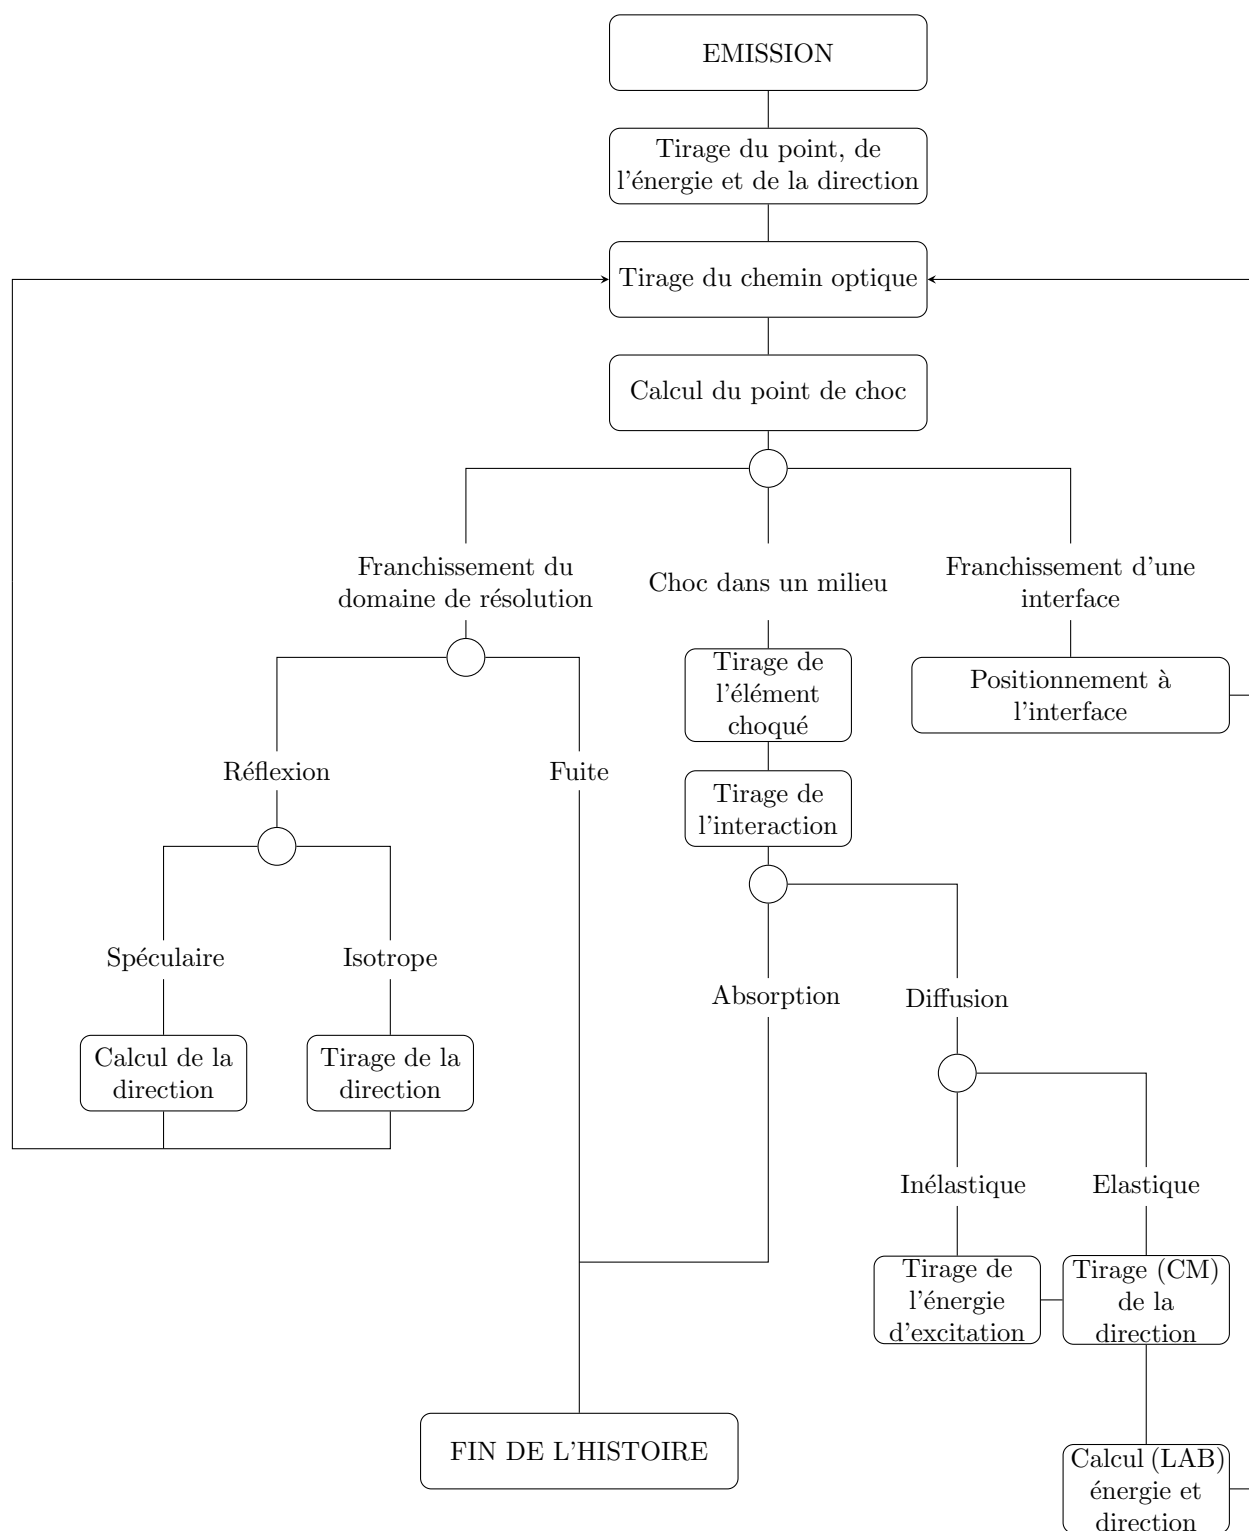 EMISSION
Tirage du point, de
l'énergie et de la direction
Tirage du chemin optique
Calcul du point de choc
Franchissement du
domaine de résolution
Choc dans un milieu
Franchissement d'une
interface
Tirage de
l'élément
choqué
Positionnement à
l'interface
Réflexion
Fuite
Tirage de
l'interaction
Spéculaire
Isotrope
Absorption
Diffusion
Calcul de la
direction
Tirage de la
direction
Inélastique
Elastique
Tirage de
l'énergie
d'excitation
Tirage (CM)
de la
direction
FIN DE L'HISTOIRE
Calcul (LAB)
énergie et
direction